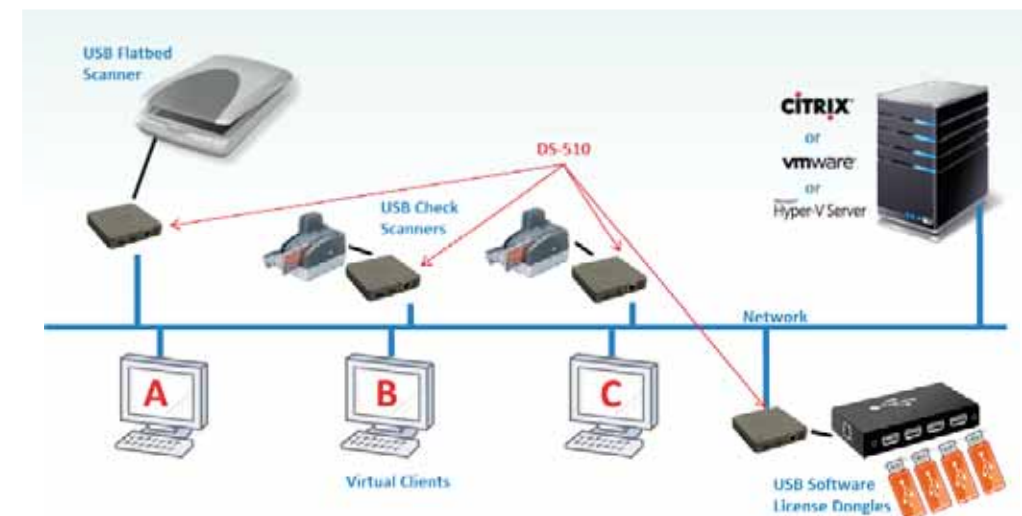 USB Flatbed
Scanner
CITRIX
or
vmware
or
Microsoft
Hyper-V Server
DS-510
USB Check
Scanners
Network
A
B
C
Virtual Clients
USB Software
License Dongles